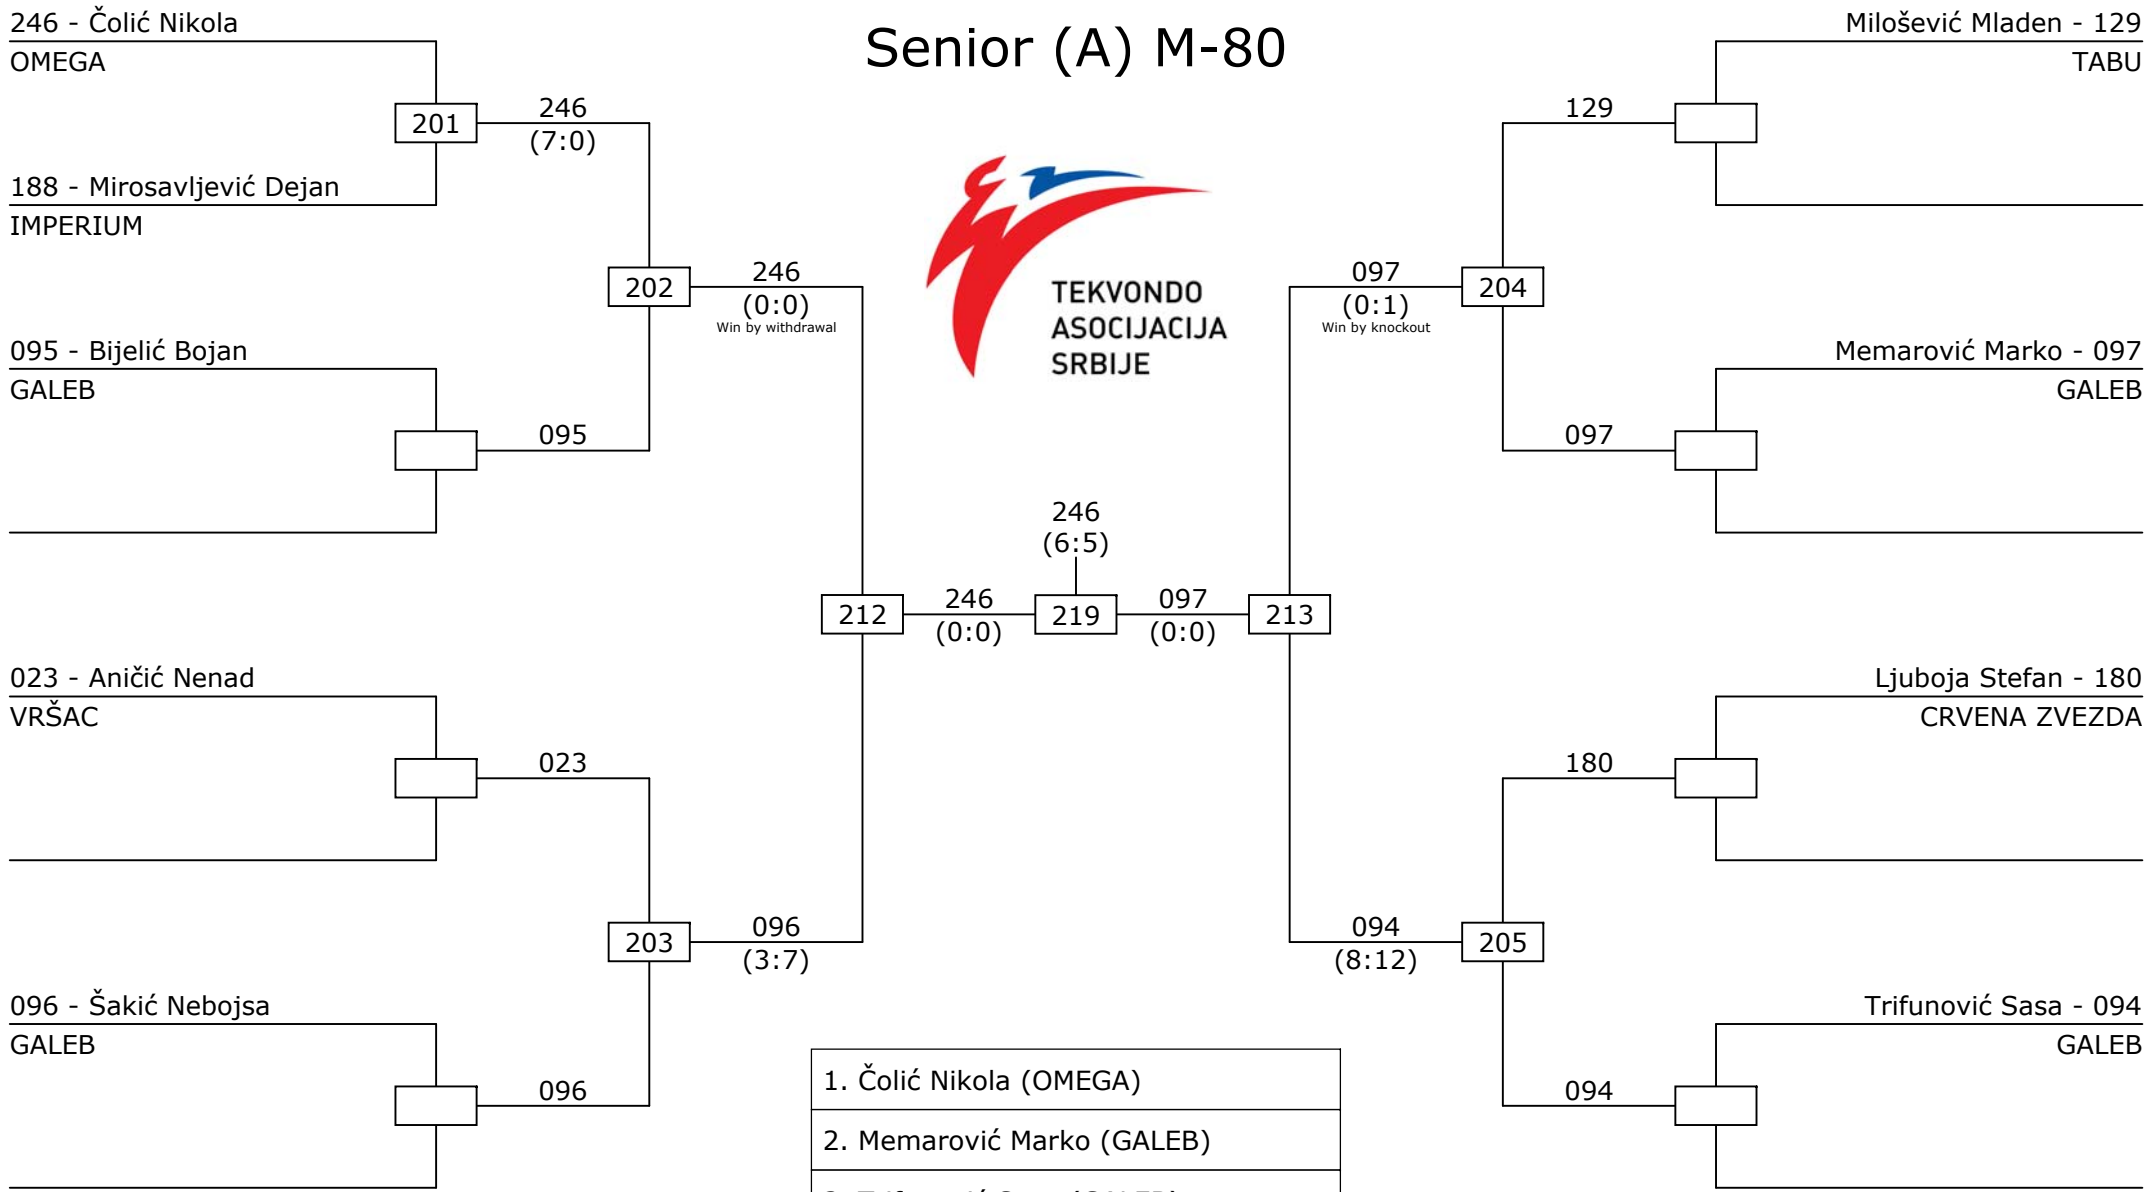 Senior (A) M-80
246 - Čolić Nikola
OMEGA
201
246
(7:0)
188 - Mirosavljević Dejan
IMPERIUM
202
246
(0:0)
Win by withdrawal
095 - Bijelić Bojan
GALEB
095
023 - Aničić Nenad
VRŠAC
023
203
096
(3:7)
096 - Šakić Nebojsa
GALEB
096
TEKVONDO
ASOCIJACIJA
SRBIJE
212
246
(0:0)
246
(6:5)
219
097
(0:0)
213
Milošević Mladen - 129
TABU
129
097
(0:1)
Win by knockout
204
Memarović Marko - 097
GALEB
097
Ljuboja Stefan - 180
CRVENA ZVEZDA
180
094
(8:12)
205
Trifunović Sasa - 094
GALEB
094
1. Čolić Nikola (OMEGA)
2. Memarović Marko (GALEB)